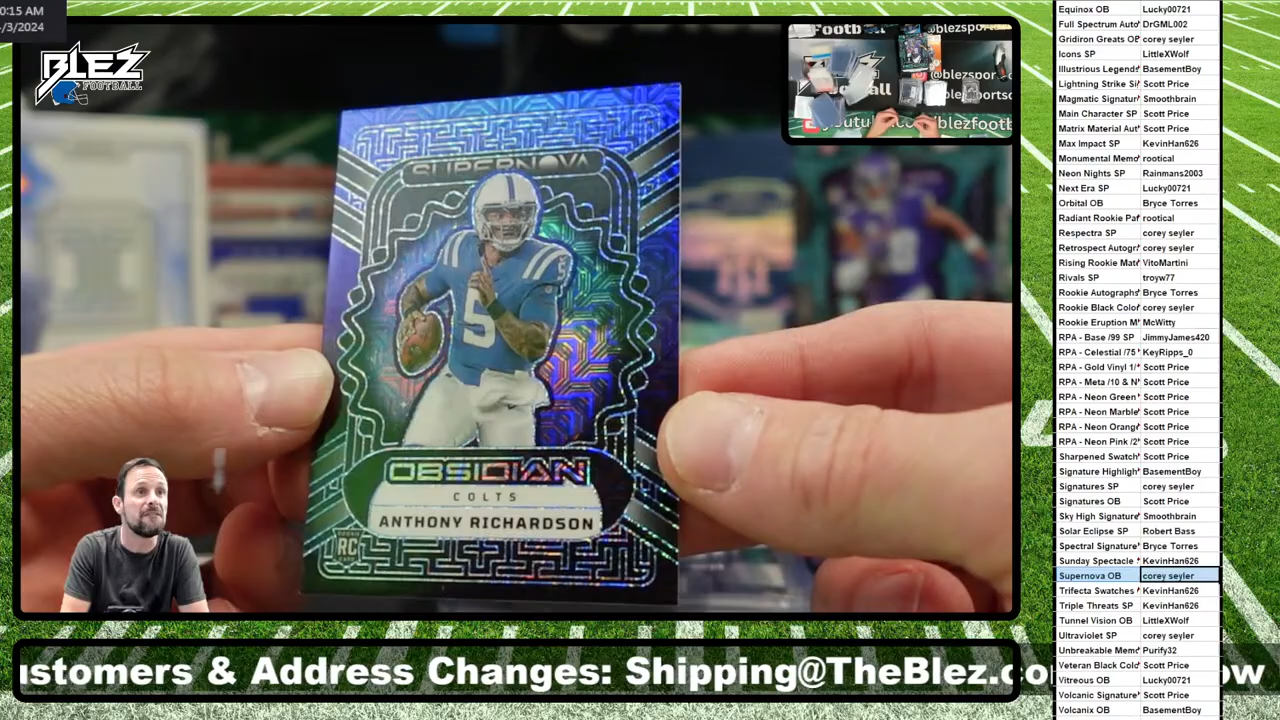 0:15 AM
/3/2024
BLEZ
FOOTBALL
SUPERNOVA
OBSIDIAN
COLTS
ANTHONY RICHARDSON
RC
5
Football
@blezspor
@blezspor
ustomers & Address Changes: Shipping@TheBlez.co
ow
Equinox OB Lucky00721
Full Spectrum Auto DrGML002
Gridiron Greats OB corey seyler
Icons SP LittleXWolf
Illustrious Legend BasementBoy
Lightning Strike Si Scott Price
Magmatic Signatur Smoothbrain
Main Character SP Scott Price
Matrix Material Aut Scott Price
Max Impact SP KevinHan626
Monumental Memo rootical
Neon Nights SP Rainmans2003
Next Era SP Lucky00721
Orbital OB Bryce Torres
Radiant Rookie Pat rootical
Respectra SP corey seyler
Retrospect Autogr corey seyler
Rising Rookie Mat VitoMartini
Rivals SP troyw77
Rookie Autographs Bryce Torres
Rookie Black Color corey seyler
Rookie Eruption M McWitty
RPA - Base /99 SP JimmyJames420
RPA - Celestial /75 KeyRipps_0
RPA - Gold Vinyl 1/ Scott Price
RPA - Meta /10 & N Scott Price
RPA - Neon Green Scott Price
RPA - Neon Marble Scott Price
RPA - Neon Orang Scott Price
RPA - Neon Pink /2 Scott Price
Sharpened Swatch Scott Price
Signature Highligh BasementBoy
Signatures SP corey seyler
Signatures OB Scott Price
Sky High Signature Smoothbrain
Solar Eclipse SP Robert Bass
Spectral Signature Bryce Torres
Sunday Spectacle KevinHan626
Supernova OB corey seyler
Trifecta Swatches KevinHan626
Triple Threats SP KevinHan626
Tunnel Vision OB LittleXWolf
Ultraviolet SP corey seyler
Unbreakable Memo Purify32
Veteran Black Colo Scott Price
Vitreous OB Lucky00721
Volcanic Signature Scott Price
Volcanix OB BasementBoy